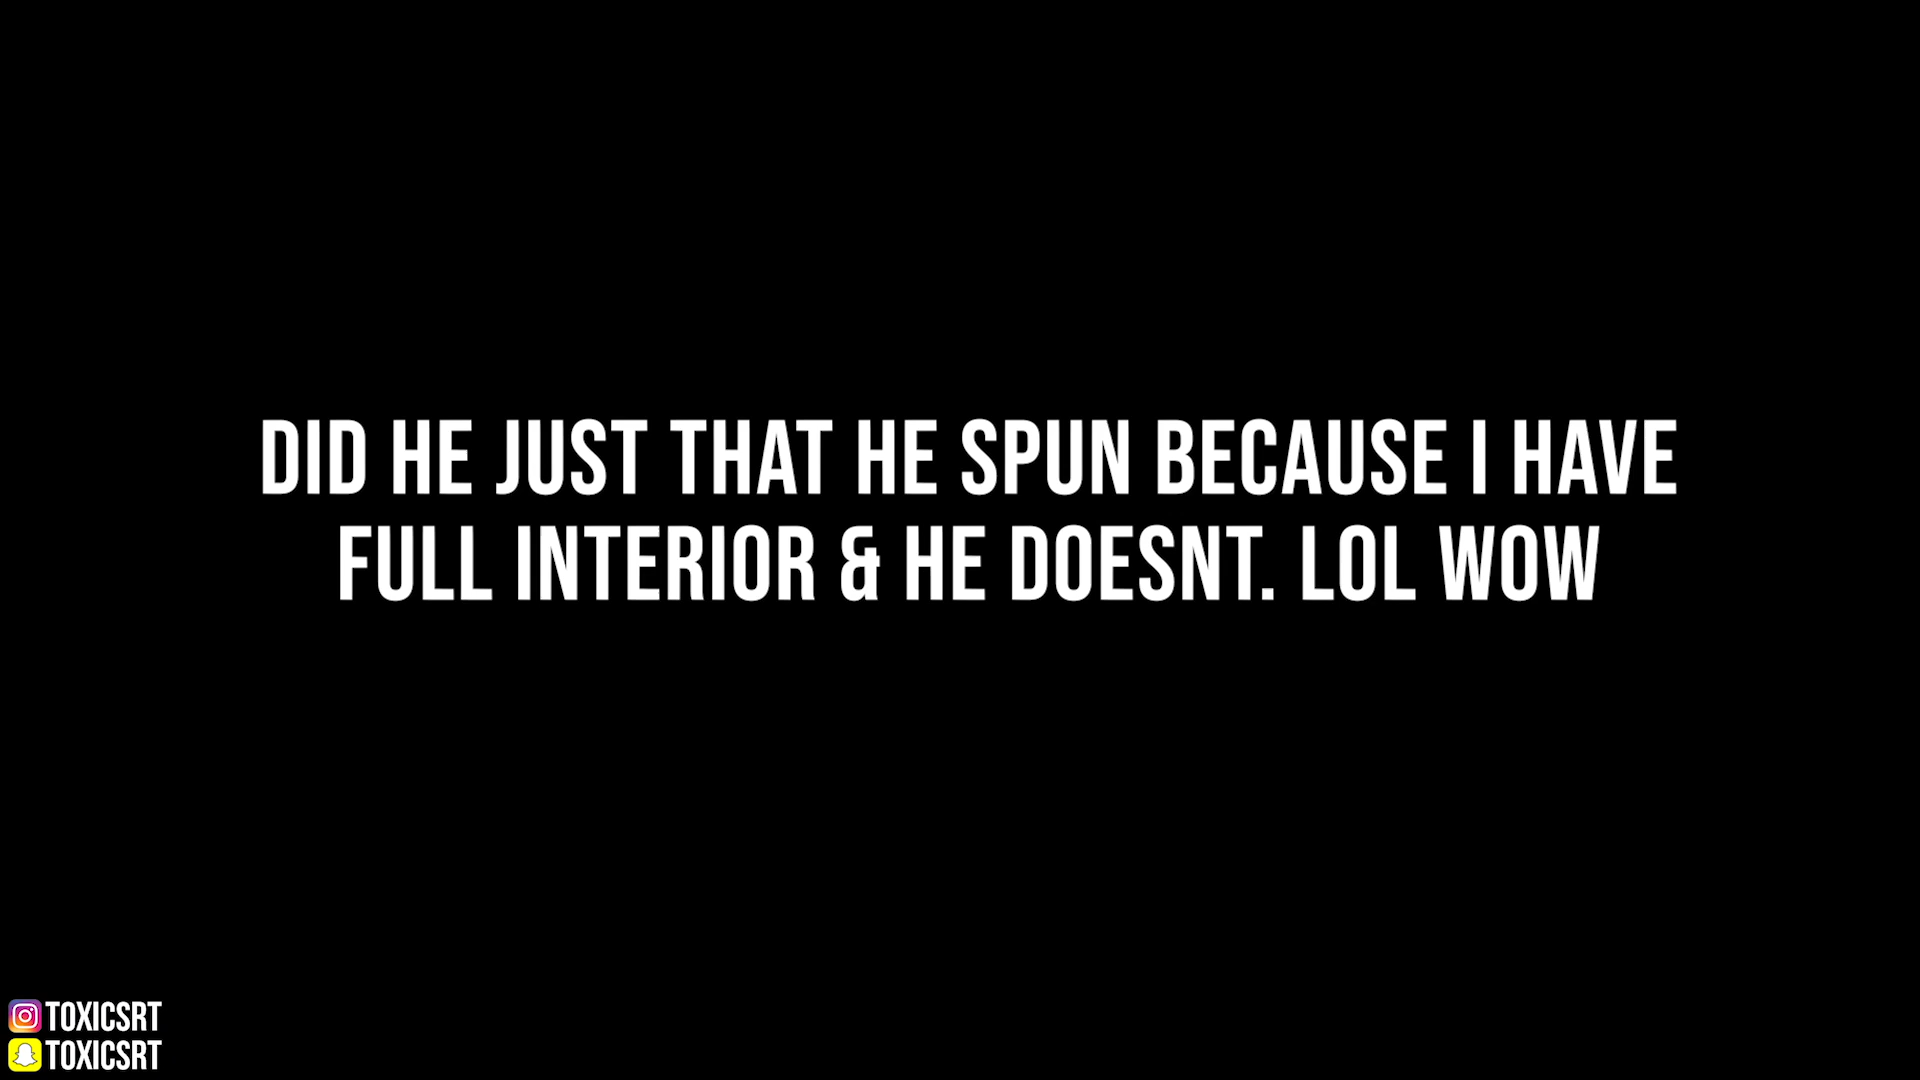 DID HE JUST THAT HE SPUN BECAUSE I HAVE
FULL INTERIOR & HE DOESNT. LOL WOW
TOXICSRT
TOXICSRT